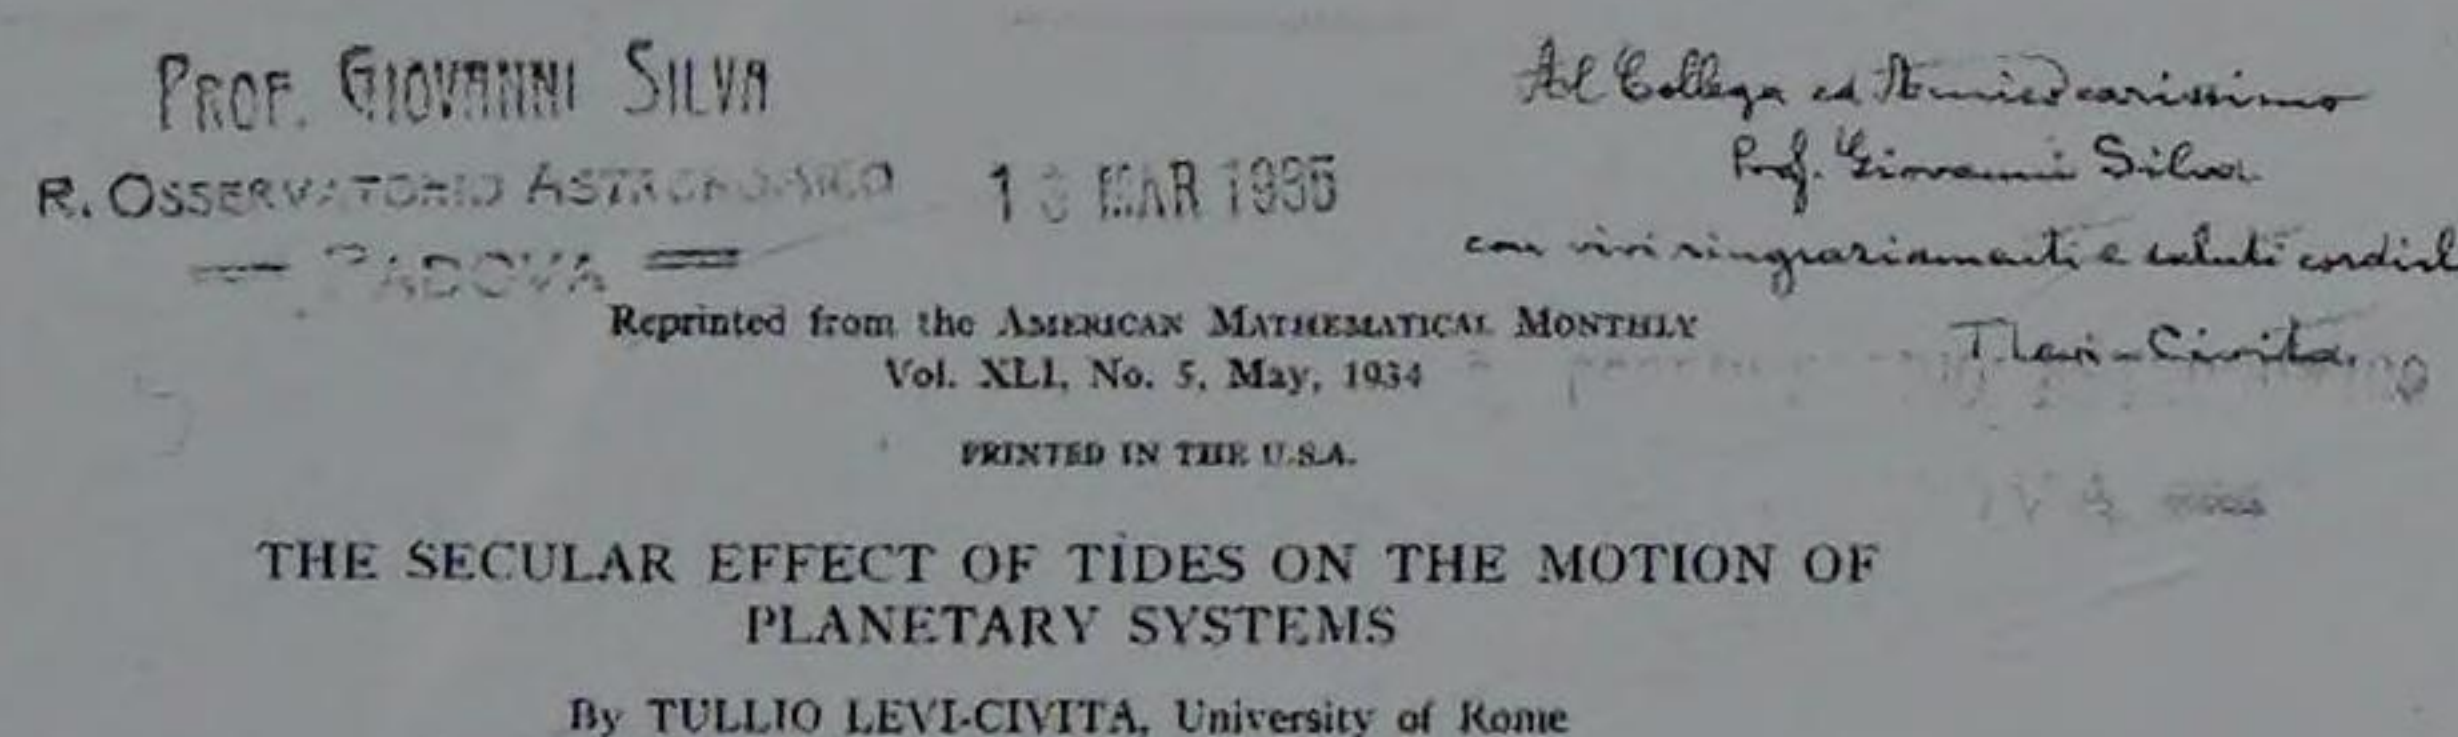 PROF. GIOVANNI SILVA
R. OSSERVATORIO ASTRONOMICO
PADOVA
MAR
Al Collega ed Amico carissimo
Prof. Giovanni Silva
con vivi ringraziamenti e saluti cordiali
T. Levi-Civita.
Reprinted from the AMERICAN MATHEMATICAL MONTHLY
Vol. XLI, No. 5, May, 1934
PRINTED IN THE U.S.A.
THE SECULAR EFFECT OF TIDES ON THE MOTION OF
PLANETARY SYSTEMS
By TULLIO LEVI-CIVITA, University of Rome